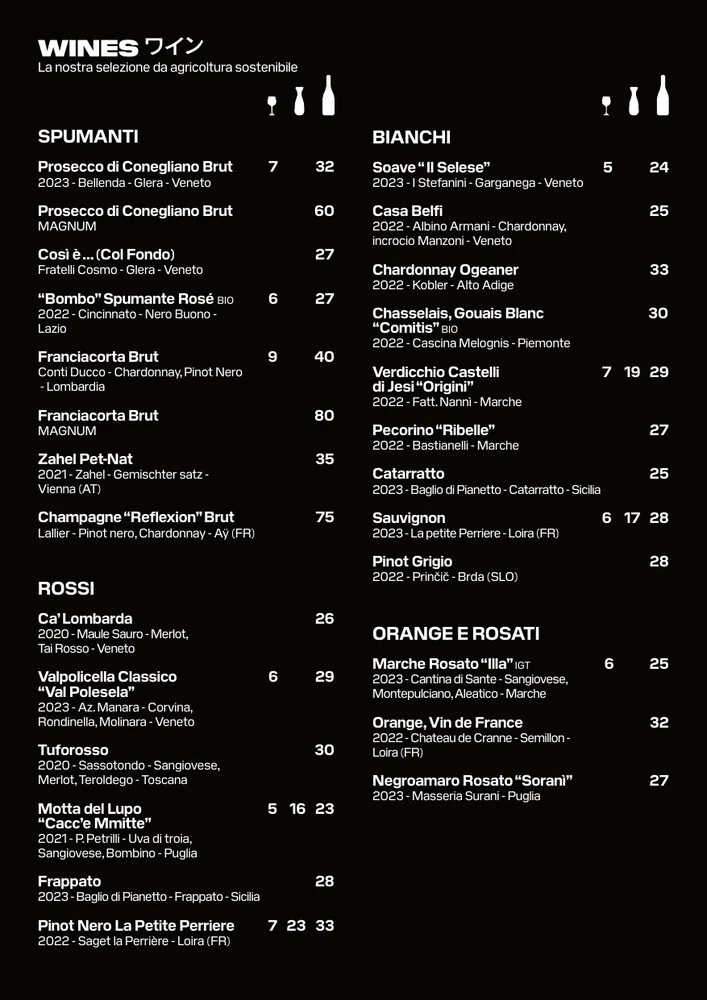 WINES ワイン
La nostra selezione da agricoltura sostenibile
SPUMANTI
Prosecco di Conegliano Brut 7 32
2023 - Bellenda - Glera - Veneto
Prosecco di Conegliano Brut 60
MAGNUM
Così è... (Col Fondo) 27
Fratelli Cosmo - Glera - Veneto
“Bombo” Spumante Rosé BIO 6 27
2022 - Cincinnato - Nero Buono -
Lazio
Franciacorta Brut 9 40
Conti Ducco - Chardonnay, Pinot Nero
- Lombardia
Franciacorta Brut 80
MAGNUM
Zahel Pet-Nat 35
2021 - Zahel - Gemischter satz -
Vienna (AT)
Champagne “Reflexion” Brut 75
Lallier - Pinot nero, Chardonnay - Aÿ (FR)
ROSSI
Ca’ Lombarda 26
2020 - Maule Sauro - Merlot,
Tai Rosso - Veneto
Valpolicella Classico 6 29
“Val Polesela”
2023 - Az. Manara - Corvina,
Rondinella, Molinara - Veneto
Tuforosso 30
2020 - Sassotondo - Sangiovese,
Merlot, Teroldego - Toscana
Motta del Lupo 5 16 23
“Cacc’e Mmitte”
2021 - P. Petrilli - Uva di troia,
Sangiovese, Bombino - Puglia
Frappato 28
2023 - Baglio di Pianetto - Frappato - Sicilia
Pinot Nero La Petite Perriere 7 23 33
2022 - Saget la Perrière - Loira (FR)
BIANCHI
Soave “Il Selese” 5 24
2023 - I Stefanini - Garganega - Veneto
Casa Belfi 25
2022 - Albino Armani - Chardonnay,
incrocio Manzoni - Veneto
Chardonnay Ogeaner 33
2022 - Kobler - Alto Adige
Chasselais, Gouais Blanc 30
“Comitis” BIO
2022 - Cascina Melognis - Piemonte
Verdicchio Castelli 7 19 29
di Jesi “Origini”
2022 - Fatt. Nannì - Marche
Pecorino “Ribelle” 27
2022 - Bastianelli - Marche
Catarratto 25
2023 - Baglio di Pianetto - Catarratto - Sicilia
Sauvignon 6 17 28
2023 - La petite Perriere - Loira (FR)
Pinot Grigio 28
2022 - Prinčič - Brda (SLO)
ORANGE E ROSATI
Marche Rosato “Illa” IGT 6 25
2023 - Cantina di Sante - Sangiovese,
Montepulciano, Aleatico - Marche
Orange, Vin de France 32
2022 - Chateau de Cranne - Semillon -
Loira (FR)
Negroamaro Rosato “Soranì” 27
2023 - Masseria Surani - Puglia